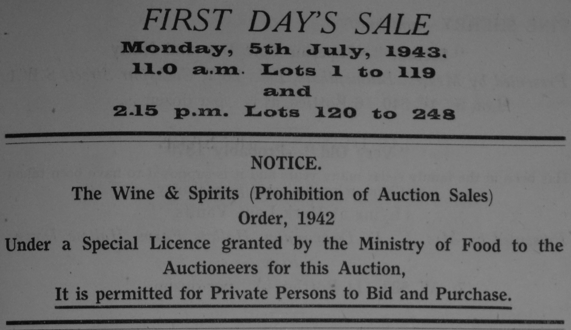 FIRST DAY'S SALE
Monday, 5th July, 1943.
11.0 a.m. Lots 1 to 119
and
2.15 p.m. Lots 120 to 248
NOTICE.
The Wine & Spirits (Prohibition of Auction Sales)
Order, 1942
Under a Special Licence granted by the Ministry of Food to the
Auctioneers for this Auction,
It is permitted for Private Persons to Bid and Purchase.